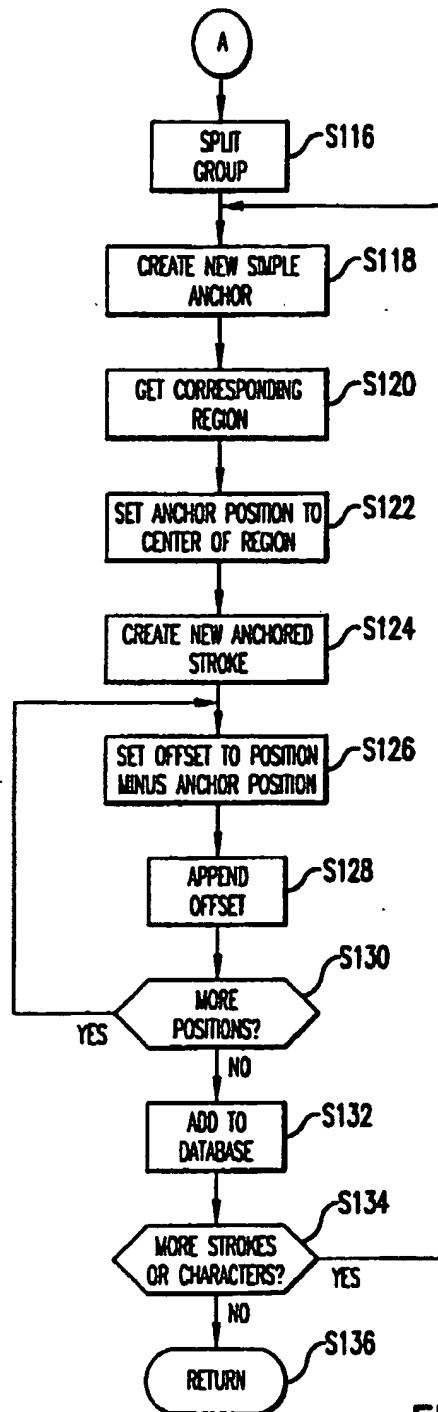 A
SPLIT
GROUP
S116
CREATE NEW SIMPLE
ANCHOR
S118
GET CORRESPONDING
REGION
S120
SET ANCHOR POSITION TO
CENTER OF REGION
S122
CREATE NEW ANCHORED
STROKE
S124
SET OFFSET TO POSITION
MINUS ANCHOR POSITION
S126
APPEND
OFFSET
S128
MORE
POSITIONS?
S130
YES
NO
ADD TO
DATABASE
S132
MORE STROKES
OR CHARACTERS?
S134
YES
NO
RETURN
S136